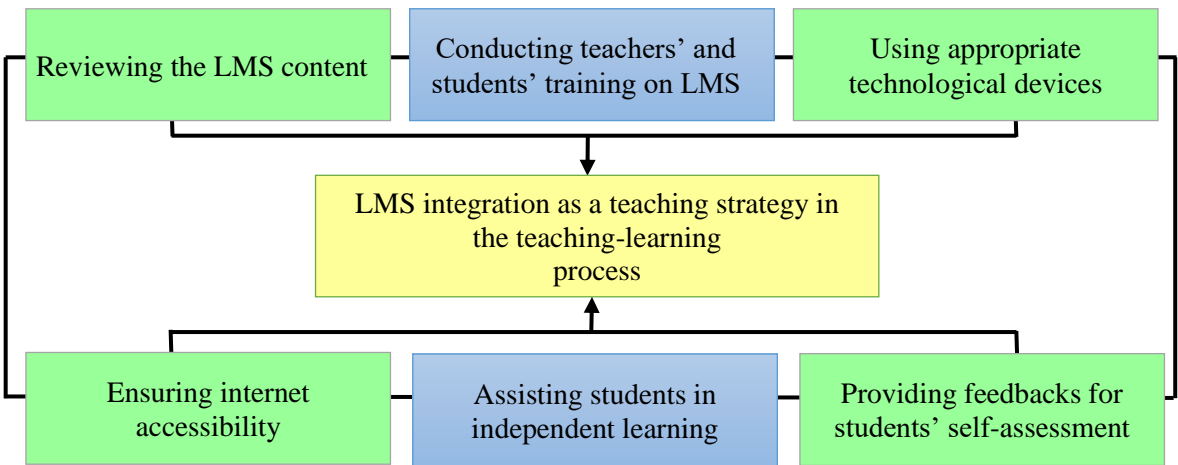 Reviewing the LMS content
Conducting teachers’ and
students’ training on LMS
Using appropriate
technological devices
LMS integration as a teaching strategy in
the teaching-learning
process
Ensuring internet
accessibility
Assisting students in
independent learning
Providing feedbacks for
students’ self-assessment